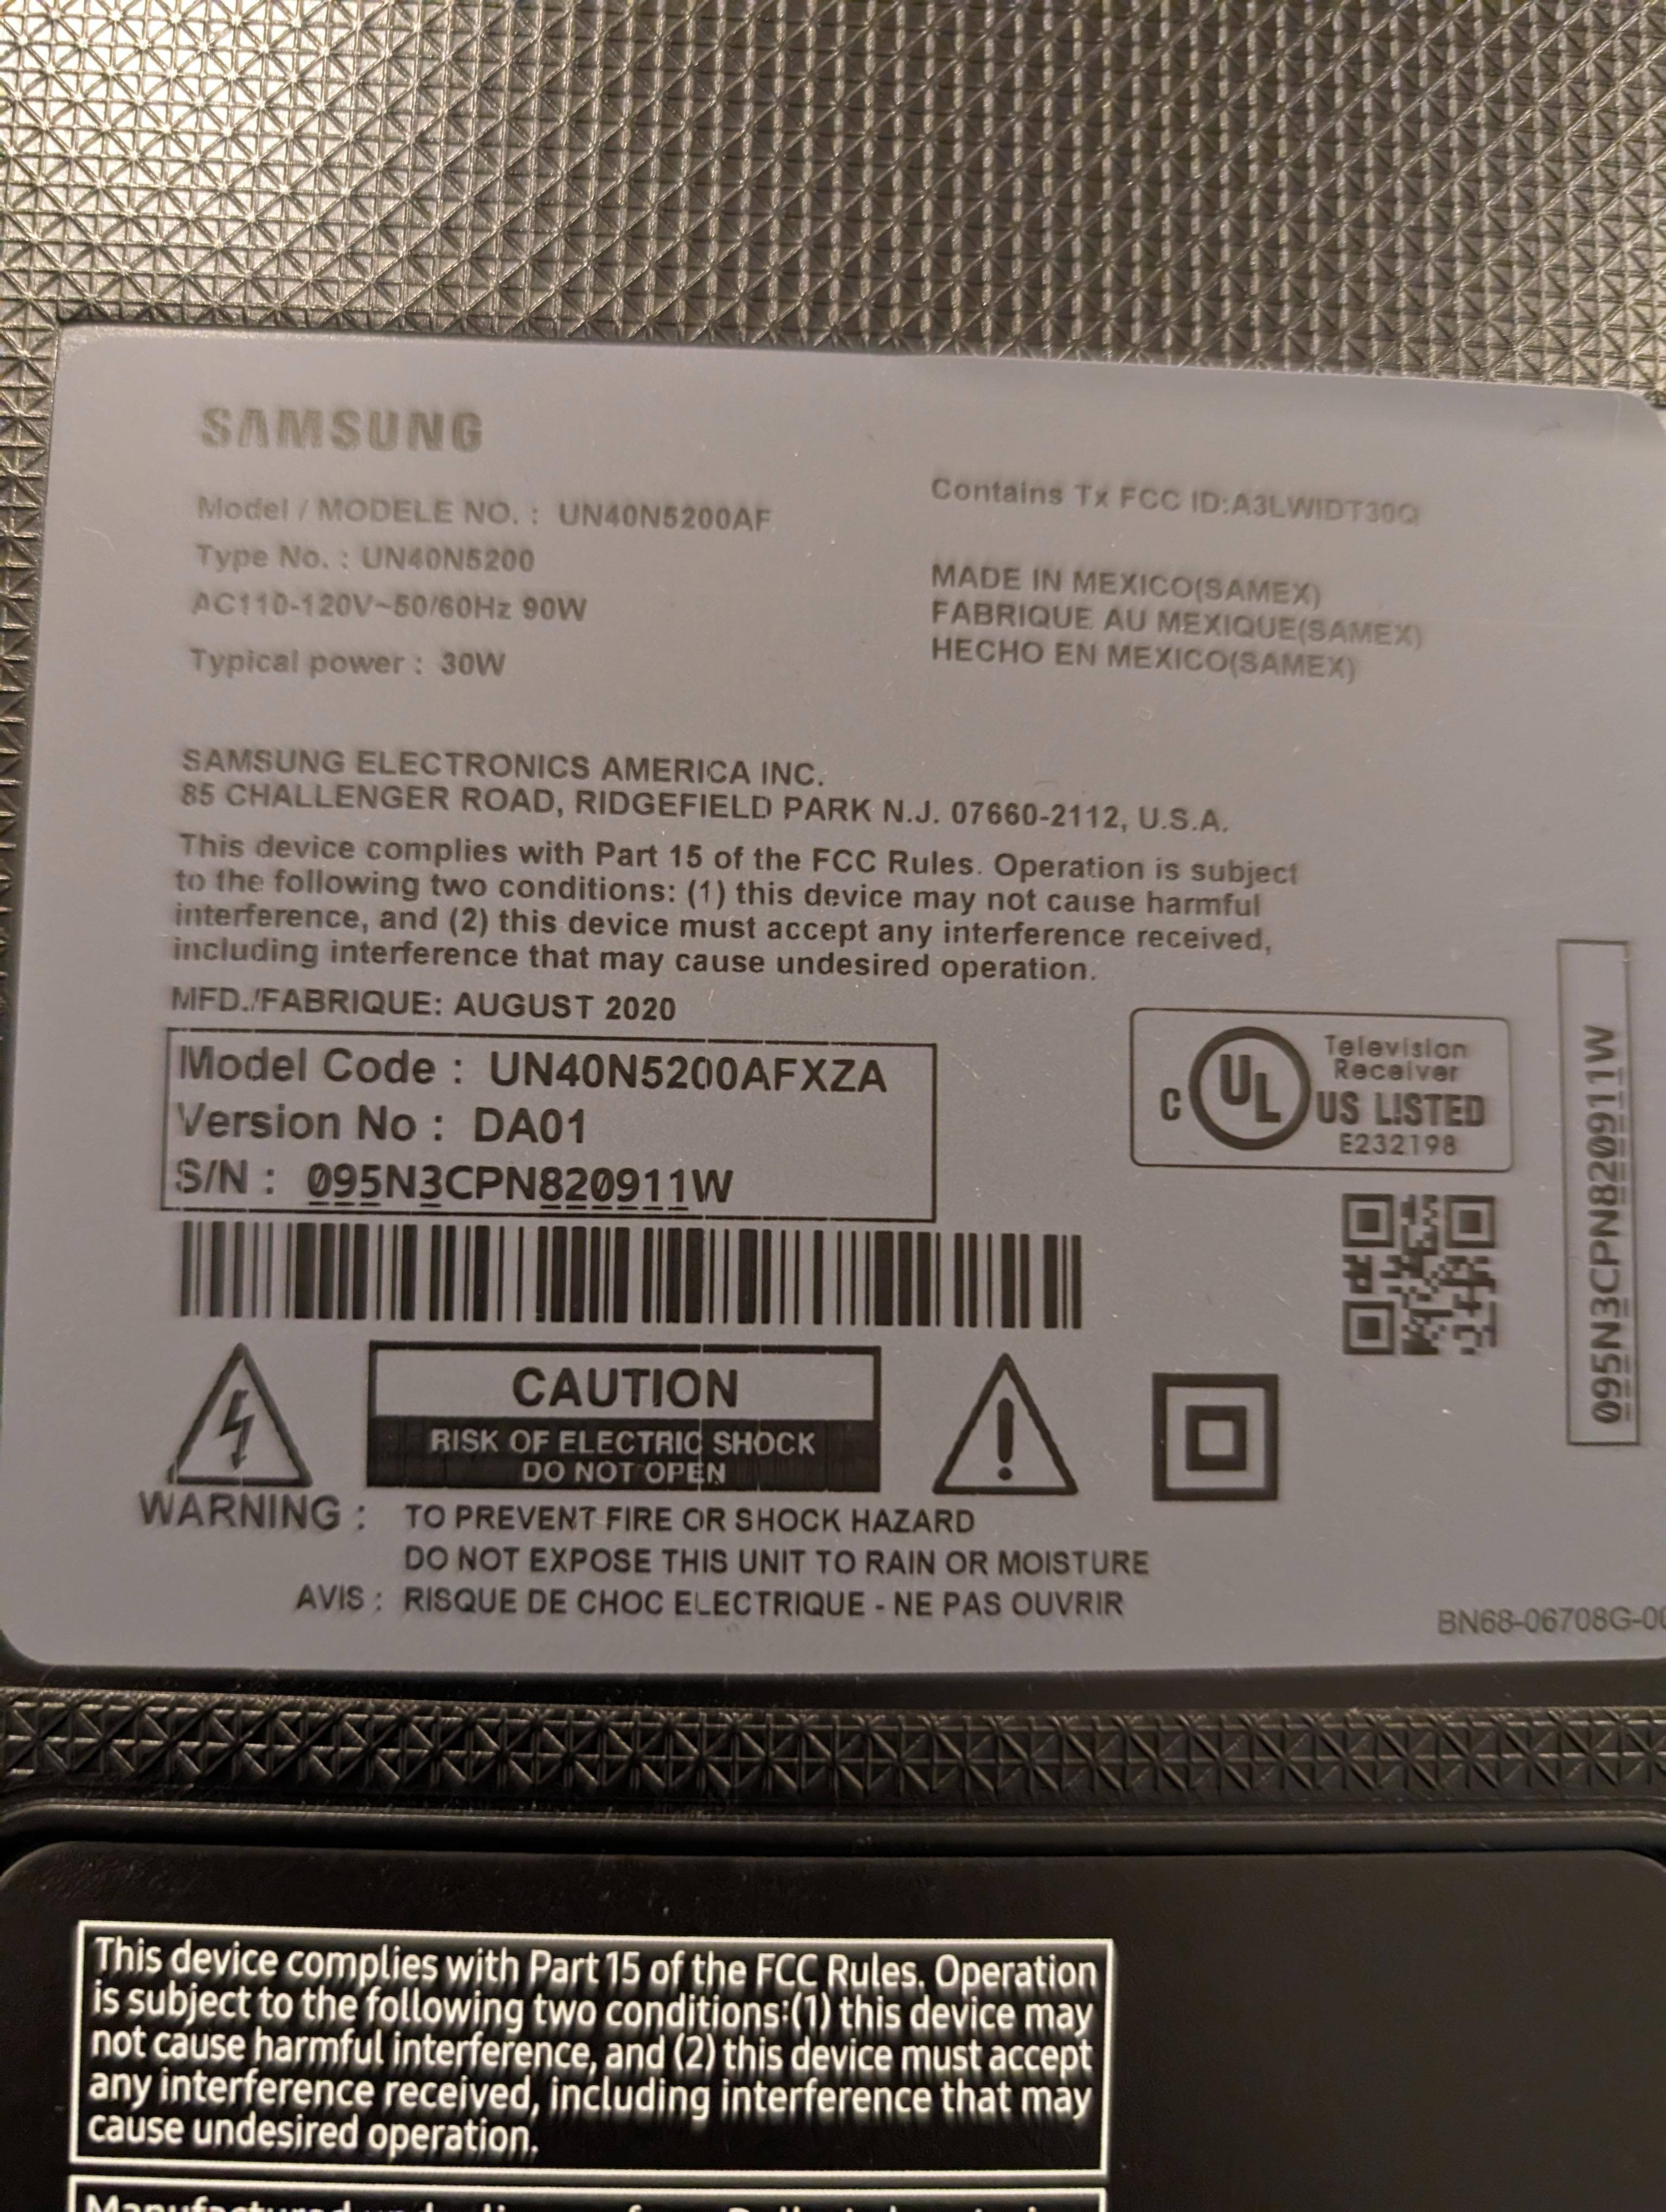 SAMSUNG
Model / MODELE NO. : UN40N5200AF
Type No. : UN40N5200
AC110-120V~50/60Hz 90W
Typical power : 30W
Contains Tx FCC ID:A3LWIDT30Q
MADE IN MEXICO(SAMEX)
FABRIQUE AU MEXIQUE(SAMEX)
HECHO EN MEXICO(SAMEX)
SAMSUNG ELECTRONICS AMERICA INC.
85 CHALLENGER ROAD, RIDGEFIELD PARK N.J. 07660-2112, U.S.A.
This device complies with Part 15 of the FCC Rules. Operation is subject
to the following two conditions: (1) this device may not cause harmful
interference, and (2) this device must accept any interference received,
including interference that may cause undesired operation.
MFD./FABRIQUE: AUGUST 2020
Model Code : UN40N5200AFXZA
Version No : DA01
S/N : 095N3CPN820911W
C UL US LISTED
Television
Receiver
E232198
095N3CPN820911W
CAUTION
RISK OF ELECTRIC SHOCK
DO NOT OPEN
WARNING : TO PREVENT FIRE OR SHOCK HAZARD
DO NOT EXPOSE THIS UNIT TO RAIN OR MOISTURE
AVIS : RISQUE DE CHOC ELECTRIQUE - NE PAS OUVRIR
BN68-06708G-00
This device complies with Part 15 of the FCC Rules. Operation
is subject to the following two conditions:(1) this device may
not cause harmful interference, and (2) this device must accept
any interference received, including interference that may
cause undesired operation.